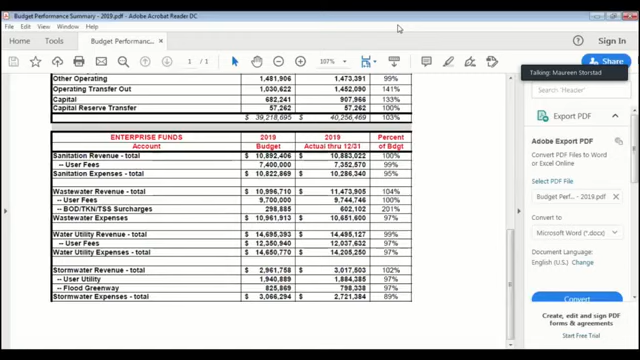 Budget Performance Summary - 2019.pdf - Adobe Acrobat Reader DC
File Edit View Window Help
Home Tools Budget Performanc... × Sign In
1 / 1 107% Share
Talking: Maureen Storstad
Search 'Header'
Export PDF
Adobe Export PDF
Convert PDF Files to Word or Excel Online
Select PDF File
Budget Perf- - 2019.pdf ×
Convert to
Microsoft Word (*.docx)
Document Language:
English (U.S.) Change
Convert
Create, edit and sign PDF forms & agreements
Start Free Trial
Other Operating 1,481,906 1,473,391 99%
Operating Transfer Out 1,030,622 1,452,090 141%
Capital 682,241 907,966 133%
Capital Reserve Transfer 57,262 57,262 100%
$ 39,218,695 $ 40,256,469 103%
ENTERPRISE FUNDS 2019 2019 Percent
Account Budget Actual thru 12/31 of Bdgt
Sanitation Revenue - total $ 10,892,406 $ 10,883,022 100%
-- User Fees 7,400,000 7,352,570 99%
Sanitation Expenses - total $ 10,822,869 $ 10,286,340 95%
Wastewater Revenue - total $ 10,996,710 $ 11,473,905 104%
-- User Fees 9,700,000 9,744,746 100%
-- BOD/TKN/TSS Surcharges 298,885 602,102 201%
Wastewater Expenses $ 10,961,913 $ 10,651,600 97%
Water Utility Revenue - total $ 14,695,393 $ 14,495,127 99%
-- User Fees 12,350,940 12,037,632 97%
Water Utility Expenses - total $ 14,650,770 $ 14,205,250 97%
Stormwater Revenue - total $ 2,961,758 $ 3,017,503 102%
-- User Utility 1,940,889 1,884,385 97%
-- Flood Greenway 825,869 798,338 97%
Stormwater Expenses - total $ 3,066,294 $ 2,721,384 89%